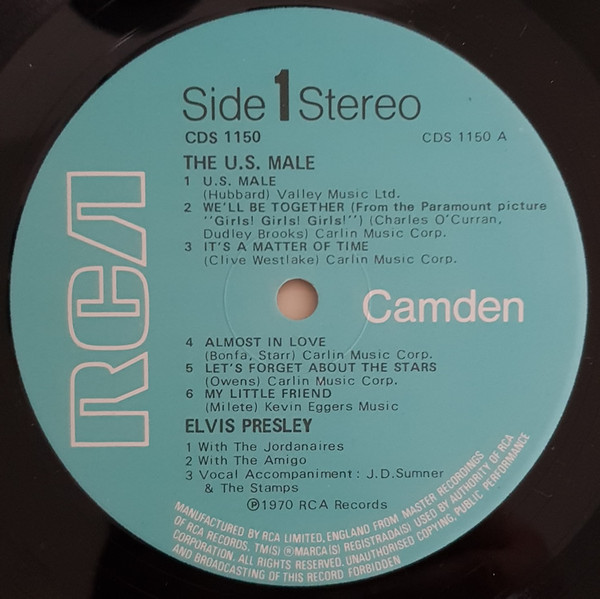 Side 1 Stereo
CDS 1150
CDS 1150 A
THE U.S. MALE
1 U.S. MALE
(Hubbard) Valley Music Ltd.
2 WE'LL BE TOGETHER (From the Paramount picture
"Girls! Girls! Girls!") (Charles O'Curran,
Dudley Brooks) Carlin Music Corp.
3 IT'S A MATTER OF TIME
(Clive Westlake) Carlin Music Corp.
RCA
Camden
4 ALMOST IN LOVE
(Bonfa, Starr) Carlin Music Corp.
5 LET'S FORGET ABOUT THE STARS
(Owens) Carlin Music Corp.
6 MY LITTLE FRIEND
(Milete) Kevin Eggers Music
ELVIS PRESLEY
1 With The Jordanaires
2 With The Amigo
3 Vocal Accompaniment: J.D. Sumner
& The Stamps
℗1970 RCA Records
MANUFACTURED BY RCA LIMITED, ENGLAND FROM MASTER RECORDINGS
OF RCA RECORDS. TM(S) ® MARCA(S) REGISTRADA(S) USED BY AUTHORITY OF RCA
CORPORATION. ALL RIGHTS RESERVED. UNAUTHORISED COPYING, PUBLIC PERFORMANCE
AND BROADCASTING OF THIS RECORD FORBIDDEN